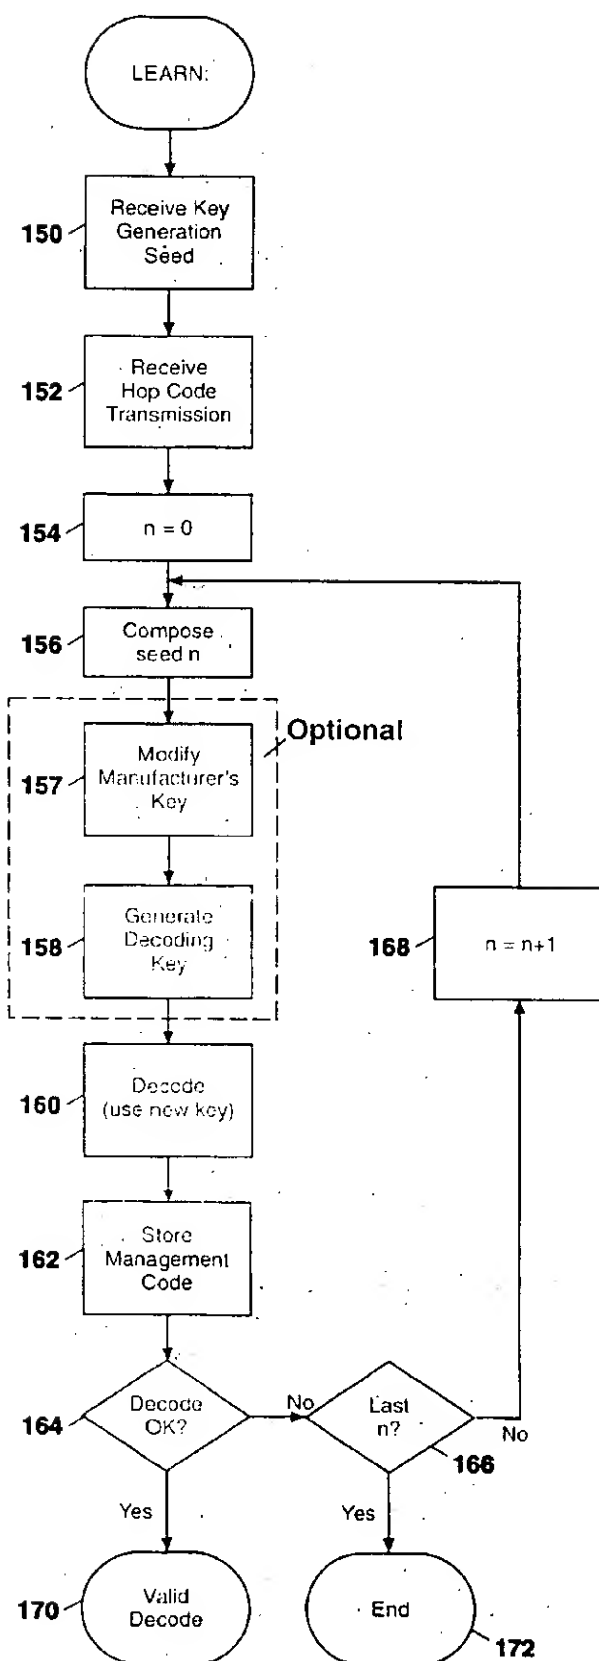 LEARN:
150
Receive Key
Generation
Seed
152
Receive
Hop Code
Transmission
154
n = 0
156
Compose
seed n
Optional
157
Modify
Manufacturer's
Key
158
Generate
Decoding
Key
168
n = n+1
160
Decode
(use new key)
162
Store
Management
Code
164
Decode
OK?
No
Last
n?
No
166
Yes
Yes
170
Valid
Decode
End
172